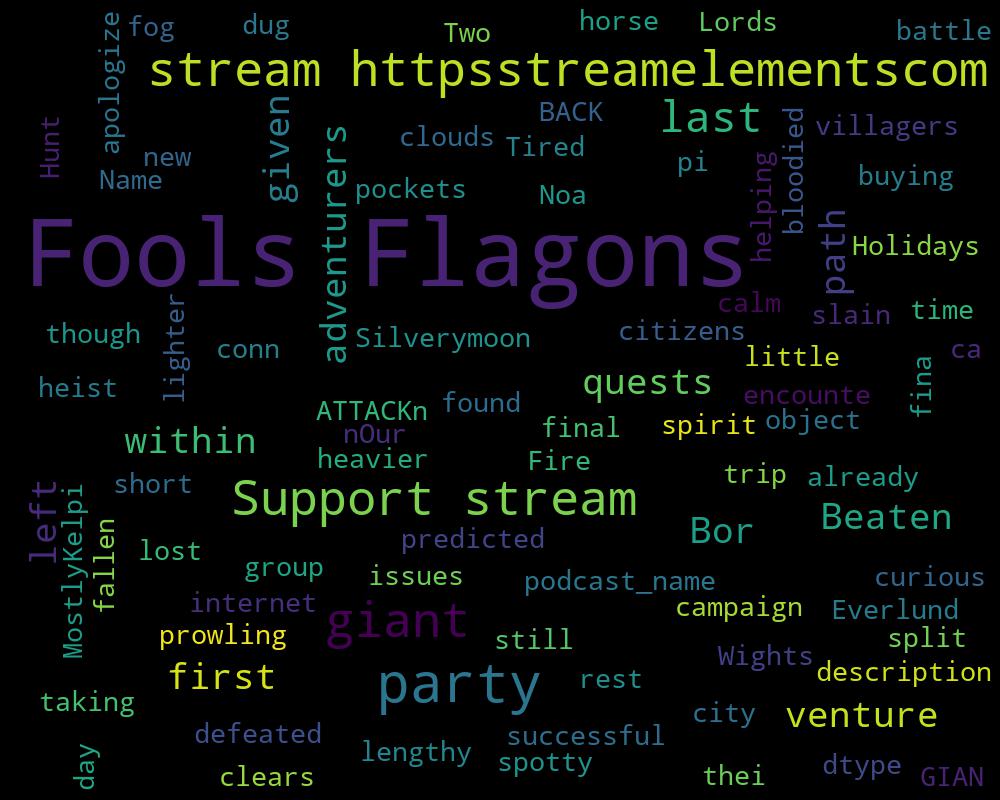 fog
dug
Two
horse
Lords
battle
apologize
stream httpsstreamelementscom
Hunt
new
Name
given
clouds
BACK
Tired
last
pi
bloodied
villagers
buying
adventurers
pockets
Noa
helping
path
Holidays
Fools Flagons
calm
slain
time
though
lighter
conn
Silverymoon
citizens
little
ca
heist
quests
encounte
fina
ATTACKn
found
nOur
final
spirit
object
within
heavier
Fire
trip
already
short
left
Support stream
Bor
Beaten
MostlyKelpi
fallen
lost
predicted
group
issues
podcast_name
curious
internet
giant
campaign
Everlund
prowling
still
split
Wights
first
party
rest
description
taking
city
venture
defeated
lengthy
successful
spotty
day
clears
thei
dtype
GIAN